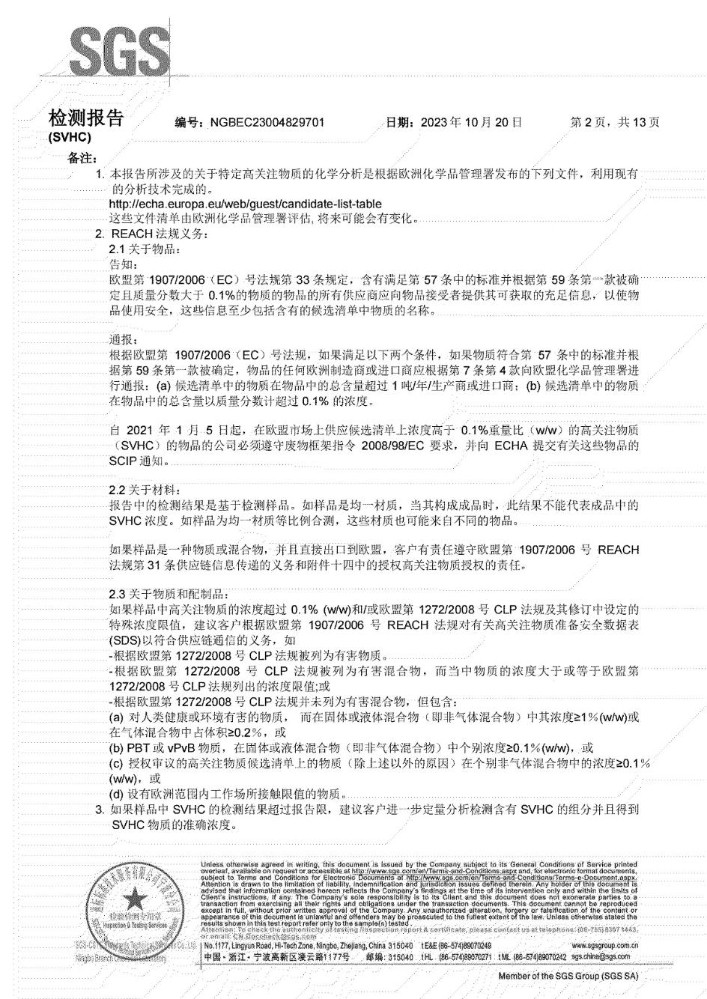 SGS
检测报告 编号：NGBEC23004829701 日期：2023 年 10 月 20 日 第 2 页，共 13 页
(SVHC)
备注：
1. 本报告所涉及的关于特定高关注物质的化学分析是根据欧洲化学品管理署发布的下列文件，利用现有
的分析技术完成的。
http://echa.europa.eu/web/guest/candidate-list-table
这些文件清单由欧洲化学品管理署评估, 将来可能会有变化。
2. REACH 法规义务：
2.1 关于物品：
告知：
欧盟第 1907/2006（EC）号法规第 33 条规定，含有满足第 57 条中的标准并根据第 59 条第一款被确
定且质量分数大于 0.1%的物质的物品的所有供应商应向物品接受者提供其可获取的充足信息，以使物
品使用安全，这些信息至少包括含有的候选清单中物质的名称。
通报：
根据欧盟第 1907/2006（EC）号法规，如果满足以下两个条件，如果物质符合第 57 条中的标准并根
据第 59 条第一款被确定，物品的任何欧洲制造商或进口商应根据第 7 条第 4 款向欧盟化学品管理署进
行通报：(a) 候选清单中的物质在物品中的总含量超过 1 吨/年/生产商或进口商；(b) 候选清单中的物质
在物品中的总含量以质量分数计超过 0.1% 的浓度。
自 2021 年 1 月 5 日起，在欧盟市场上供应候选清单上浓度高于 0.1%重量比（w/w）的高关注物质
（SVHC）的物品的公司必须遵守废物框架指令 2008/98/EC 要求，并向 ECHA 提交有关这些物品的
SCIP 通知。
2.2 关于材料：
报告中的检测结果是基于检测样品。如样品是均一材质，当其构成成品时，此结果不能代表成品中的
SVHC 浓度。如样品为均一材质等比例合测，这些材质也可能来自不同的物品。
如果样品是一种物质或混合物，并且直接出口到欧盟，客户有责任遵守欧盟第 1907/2006 号 REACH
法规第 31 条供应链信息传递的义务和附件十四中的授权高关注物质授权的责任。
2.3 关于物质和配制品：
如果样品中高关注物质的浓度超过 0.1% (w/w)和/或欧盟第 1272/2008 号 CLP 法规及其修订中设定的
特殊浓度限值，建议客户根据欧盟第 1907/2006 号 REACH 法规对有关高关注物质准备安全数据表
(SDS)以符合供应链通信的义务，如
-根据欧盟第 1272/2008 号 CLP 法规被列为有害物质。
-根据欧盟第 1272/2008 号 CLP 法规被列为有害混合物，而当中物质的浓度大于或等于欧盟第
1272/2008 号 CLP 法规列出的浓度限值;或
-根据欧盟第 1272/2008 号 CLP 法规并未列为有害混合物，但包含：
(a) 对人类健康或环境有害的物质， 而在固体或液体混合物（即非气体混合物）中其浓度≥1%(w/w)或
在气体混合物中占体积≥0.2%，或
(b) PBT 或 vPvB 物质，在固体或液体混合物（即非气体混合物）中个别浓度≥0.1%(w/w)，或
(c) 授权审议的高关注物质候选清单上的物质（除上述以外的原因）在个别非气体混合物中的浓度≥0.1%
(w/w)，或
(d) 设有欧洲范围内工作场所接触限值的物质。
3. 如果样品中 SVHC 的检测结果超过报告限，建议客户进一步定量分析检测含有 SVHC 的组分并且得到
SVHC 物质的准确浓度。
Unless otherwise agreed in writing, this document is issued by the Company subject to its General Conditions of Service printed
overleaf, available on request or accessible at http://www.sgs.com/en/Terms-and-Conditions.aspx and, for electronic format documents,
subject to Terms and Conditions for Electronic Documents at http://www.sgs.com/en/Terms-and-Conditions/Terms-e-Document.aspx.
Attention is drawn to the limitation of liability, indemnification and jurisdiction issues defined therein. Any holder of this document is
advised that information contained hereon reflects the Company's findings at the time of its intervention only and within the limits of
Client's instructions, if any. The Company's sole responsibility is to its Client and this document does not exonerate parties to a
transaction from exercising all their rights and obligations under the transaction documents. This document cannot be reproduced
except in full, without prior written approval of the Company. Any unauthorized alteration, forgery or falsification of the content or
appearance of this document is unlawful and offenders may be prosecuted to the fullest extent of the law. Unless otherwise stated the
results shown in this test report refer only to the sample(s) tested.
Attention: To check the authenticity of testing /inspection report & certificate, please contact us at telephone: (86-755) 8307 1443,
or email: CN.Doccheck@sgs.com
检验检测专用章
Inspection & Testing Services
No.1177, Lingyun Road, Hi-Tech Zone, Ningbo, Zhejiang, China 315040 t E&E (86-574)89070249 www.sgsgroup.com.cn
Ningbo Branch
中国・浙江・宁波高新区凌云路1177号 邮编: 315040 t HL (86-574)89070271 t ML (86-574)89070242 sgs.china@sgs.com
Member of the SGS Group (SGS SA)